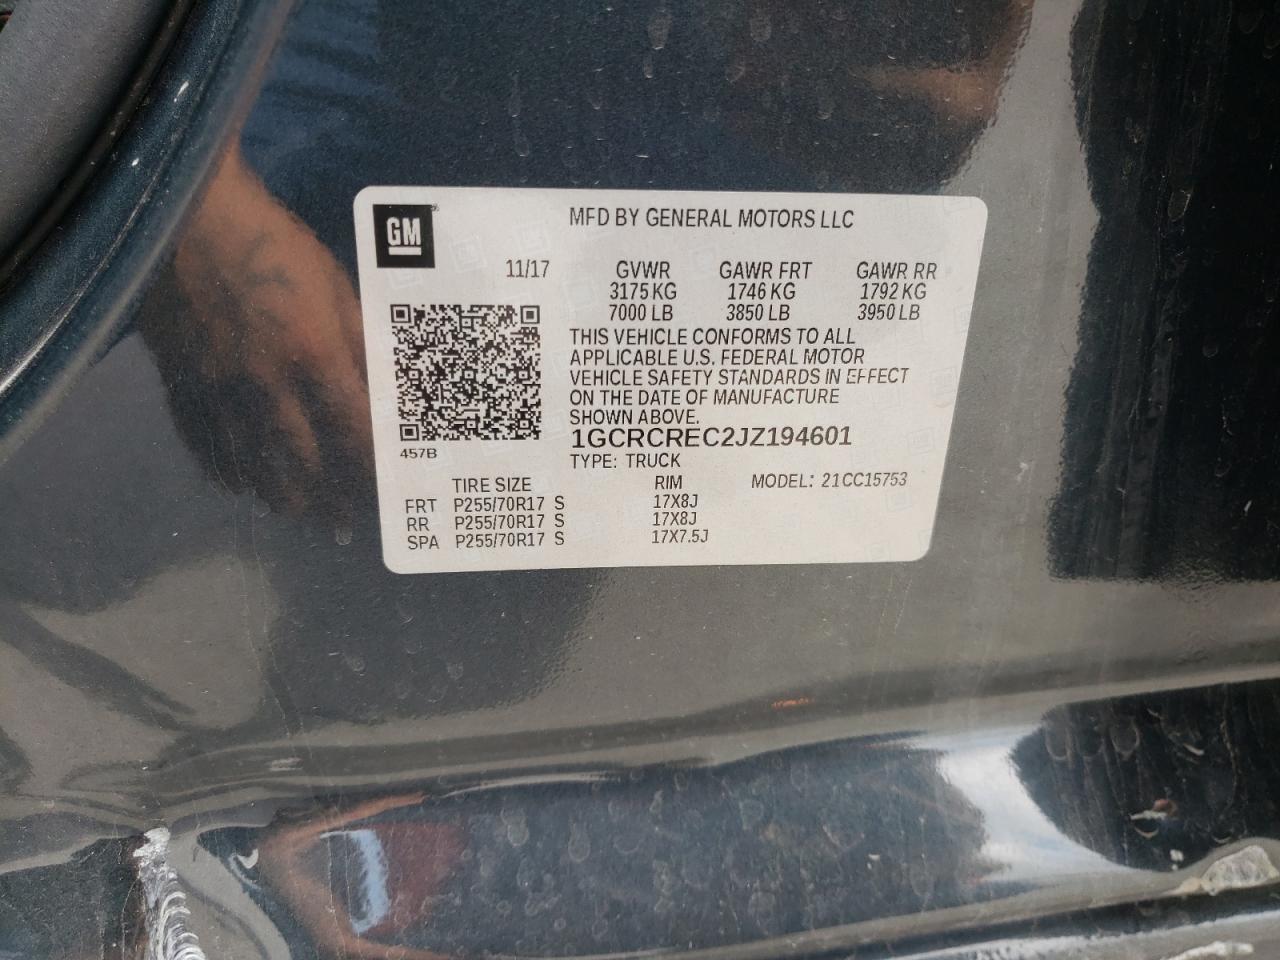 GM
MFD BY GENERAL MOTORS LLC
11/17 GVWR GAWR FRT GAWR RR
3175 KG 1746 KG 1792 KG
7000 LB 3850 LB 3950 LB
THIS VEHICLE CONFORMS TO ALL
APPLICABLE U.S. FEDERAL MOTOR
VEHICLE SAFETY STANDARDS IN EFFECT
ON THE DATE OF MANUFACTURE
SHOWN ABOVE.
1GCRCREC2JZ194601
457B
TYPE: TRUCK
TIRE SIZE RIM MODEL: 21CC15753
FRT P255/70R17 S 17X8J
RR P255/70R17 S 17X8J
SPA P255/70R17 S 17X7.5J